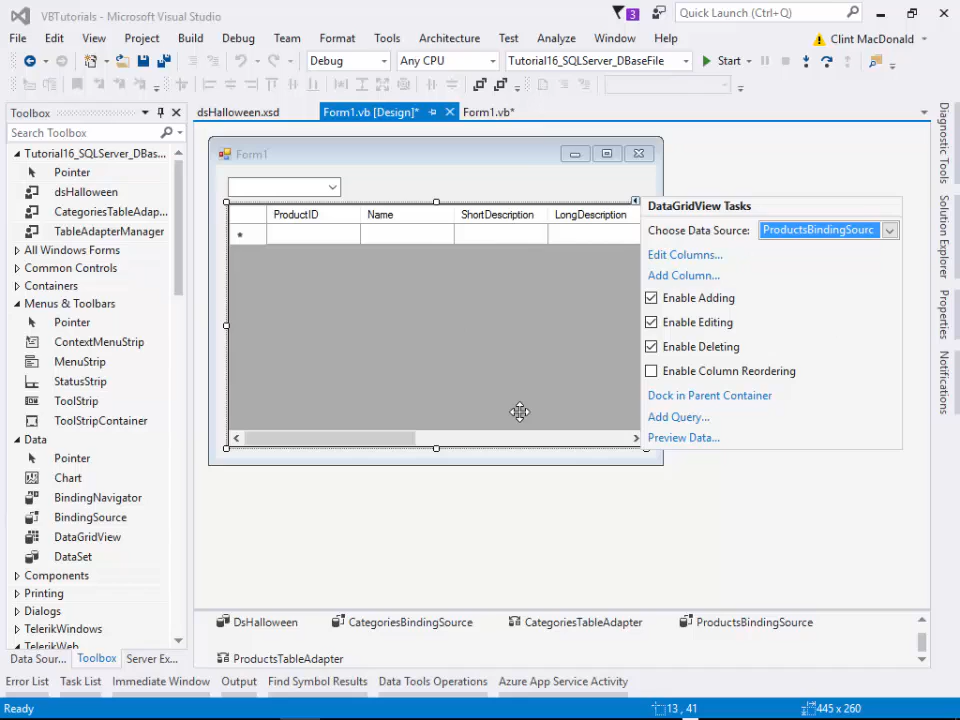 VBTutorials - Microsoft Visual Studio
3
Quick Launch (Ctrl+Q)
File Edit View Project Build Debug Team Format Tools Architecture Test Analyze Window Help
Clint MacDonald
Debug
Any CPU
Tutorial16_SQLServer_DBaseFile
Start
Toolbox
dsHalloween.xsd
Form1.vb [Design]*
Form1.vb*
Search Toolbox
Tutorial16_SQLServer_DBas...
Pointer
dsHalloween
CategoriesTableAdap...
TableAdapterManager
All Windows Forms
Common Controls
Containers
Menus & Toolbars
Pointer
ContextMenuStrip
MenuStrip
StatusStrip
ToolStrip
ToolStripContainer
Data
Pointer
Chart
BindingNavigator
BindingSource
DataGridView
DataSet
Components
Printing
Dialogs
TelerikWindows
TelerikWeb
Data Sour...
Toolbox
Server Ex...
Form1
ProductID
Name
ShortDescription
LongDescription
*
DataGridView Tasks
Choose Data Source:
ProductsBindingSourc
Edit Columns...
Add Column...
Enable Adding
Enable Editing
Enable Deleting
Enable Column Reordering
Dock in Parent Container
Add Query...
Preview Data...
Diagnostic Tools
Solution Explorer
Properties
Notifications
DsHalloween
CategoriesBindingSource
CategoriesTableAdapter
ProductsBindingSource
ProductsTableAdapter
Error List
Task List
Immediate Window
Output
Find Symbol Results
Data Tools Operations
Azure App Service Activity
Ready
13 , 41
445 x 260